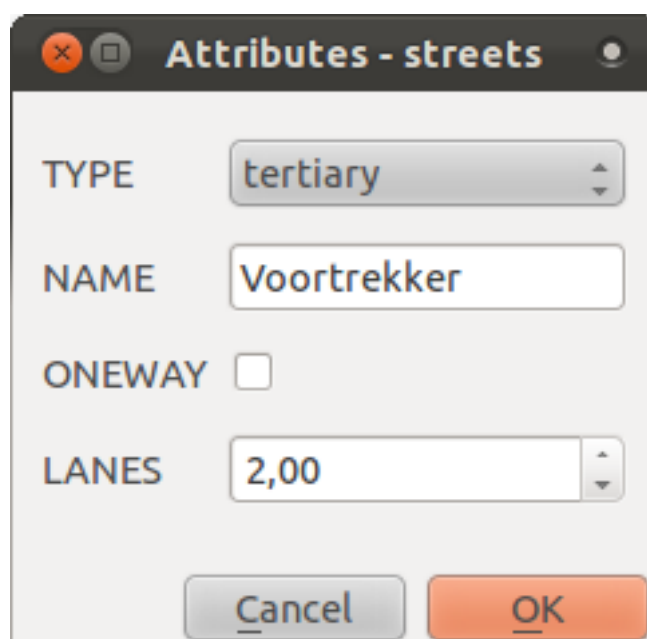 Attributes - streets
TYPE tertiary
NAME Voortrekker
ONEWAY
LANES 2,00
Cancel OK